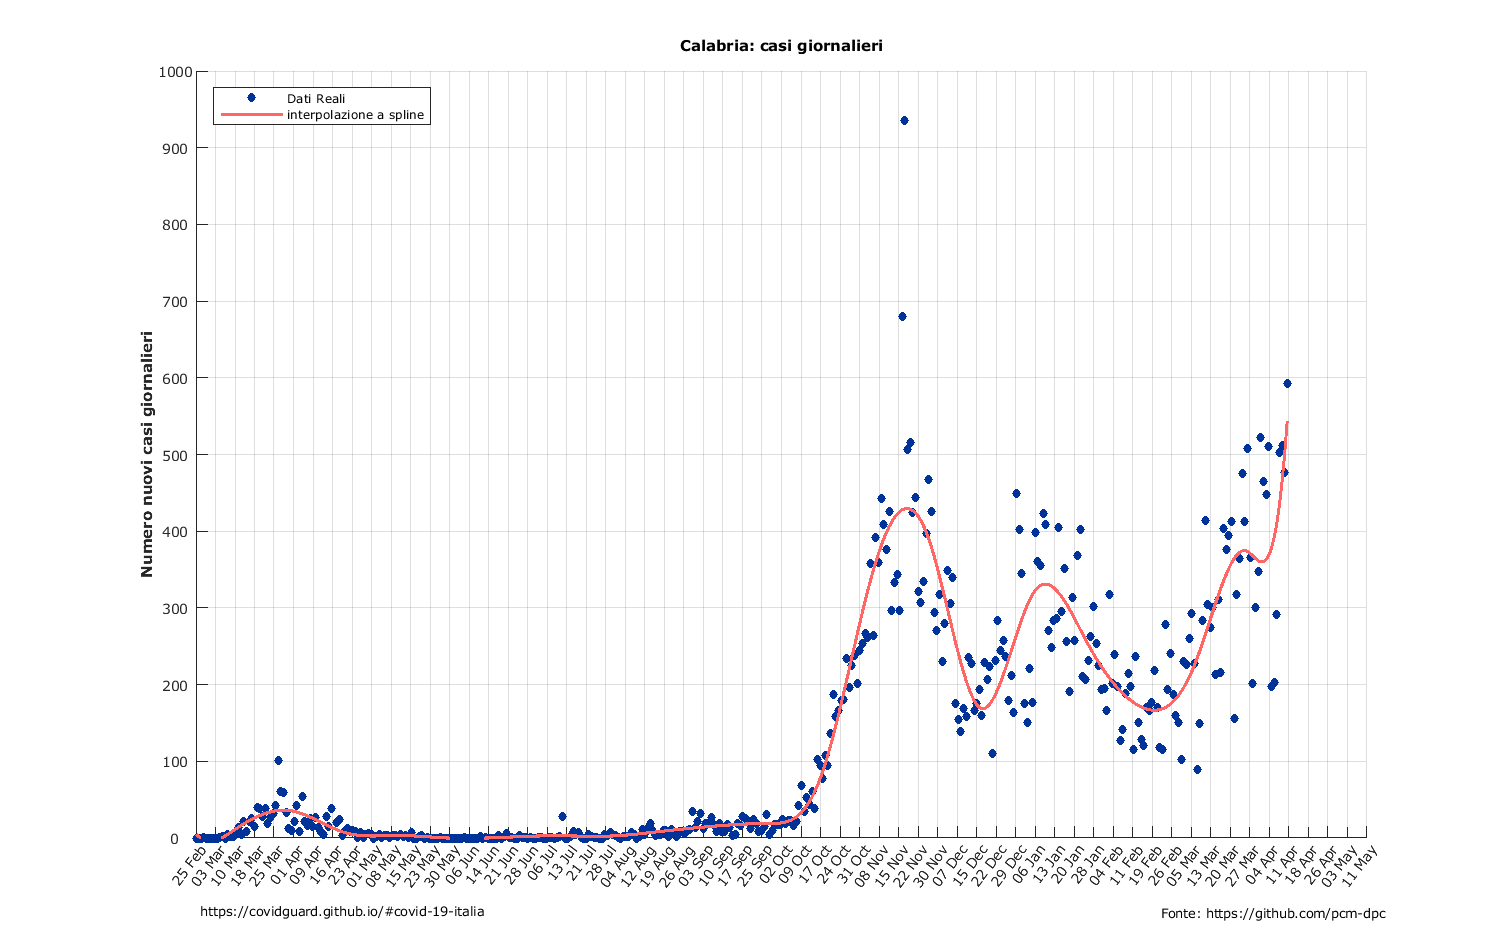 Calabria: casi giornalieri
1000
900
800
700
600
500
400
300
200
100
0
Numero nuovi casi giornalieri
Dati Reali
interpolazione a spline
25 Feb
03 Mar
10 Mar
18 Mar
25 Mar
01 Apr
09 Apr
16 Apr
23 Apr
01 May
08 May
15 May
23 May
30 May
06 Jun
14 Jun
21 Jun
28 Jun
06 Jul
13 Jul
21 Jul
28 Jul
04 Aug
12 Aug
19 Aug
26 Aug
03 Sep
10 Sep
17 Sep
25 Sep
02 Oct
09 Oct
17 Oct
24 Oct
31 Oct
08 Nov
15 Nov
22 Nov
30 Nov
07 Dec
15 Dec
22 Dec
29 Dec
06 Jan
13 Jan
20 Jan
28 Jan
04 Feb
11 Feb
19 Feb
26 Feb
05 Mar
13 Mar
20 Mar
27 Mar
04 Apr
11 Apr
18 Apr
26 Apr
03 May
11 May
https://covidguard.github.io/#covid-19-italia
Fonte: https://github.com/pcm-dpc